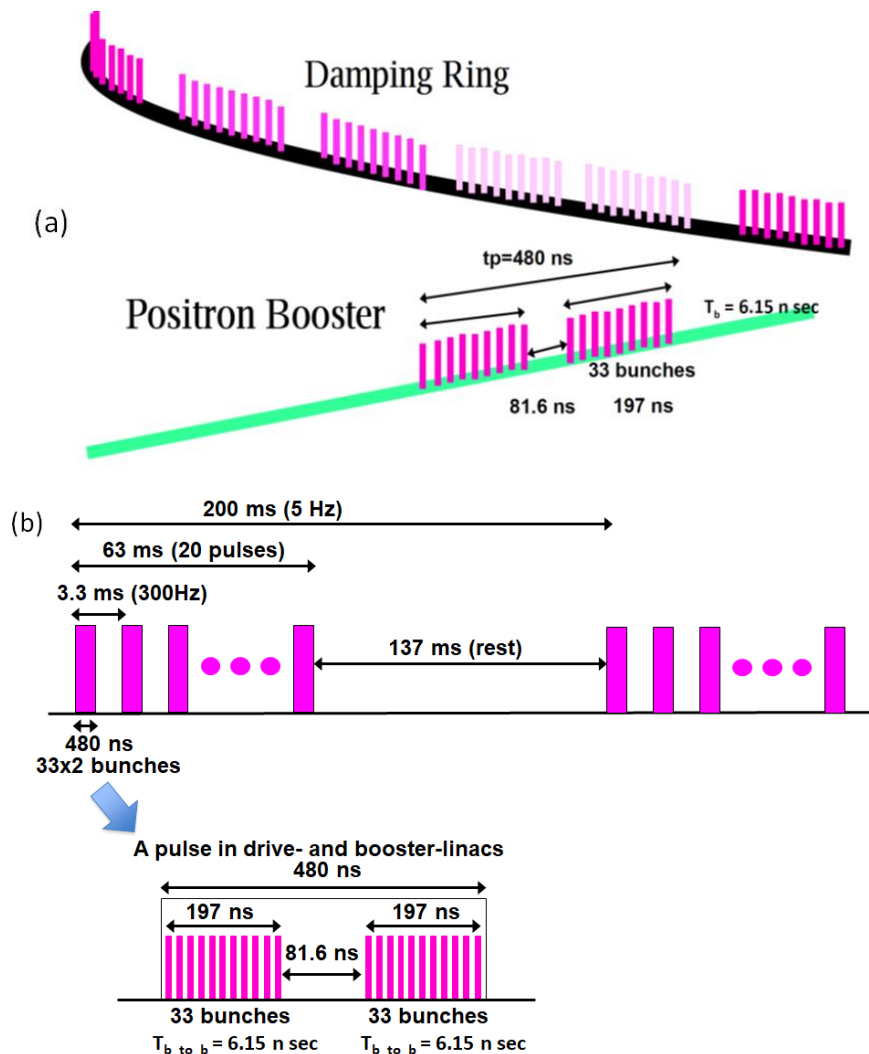 Damping Ring
(a)
tp=480 ns
Positron Booster
T_b = 6.15 n sec
33 bunches
81.6 ns 197 ns
(b)
200 ms (5 Hz)
63 ms (20 pulses)
3.3 ms (300Hz)
137 ms (rest)
480 ns
33x2 bunches
A pulse in drive- and booster-linacs
480 ns
197 ns 197 ns
81.6 ns
33 bunches 33 bunches
T_b_to_b = 6.15 n sec T_b_to_b = 6.15 n sec